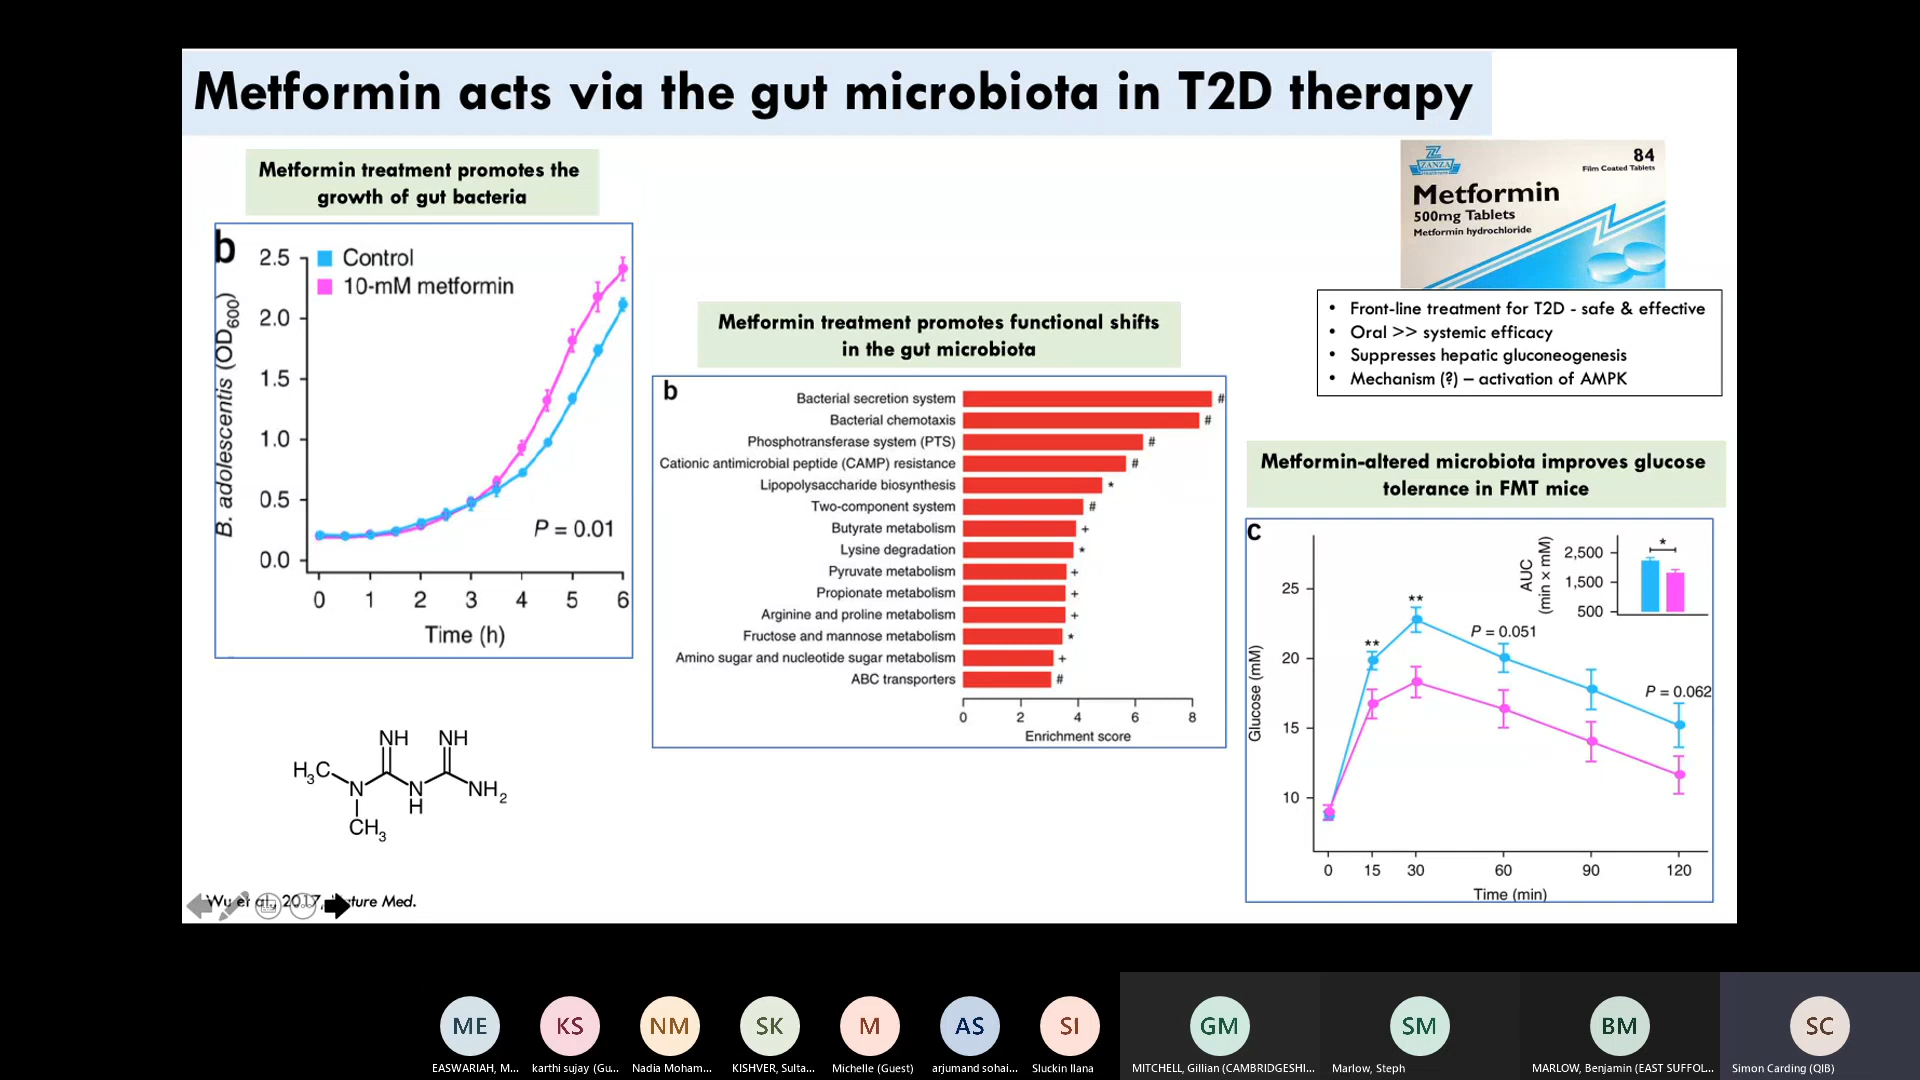 Metformin acts via the gut microbiota in T2D therapy
Metformin treatment promotes the
growth of gut bacteria
b
Control
10-mM metformin
2.5
2.0
1.5
1.0
0.5
0.0
B. adolescentis (OD600)
P = 0.01
0 1 2 3 4 5 6
Time (h)
NH NH
H3C
N
N
H
NH2
CH3
Wu et al., 2017, ture Med.
Metformin treatment promotes functional shifts
in the gut microbiota
b
Bacterial secretion system #
Bacterial chemotaxis #
Phosphotransferase system (PTS) #
Cationic antimicrobial peptide (CAMP) resistance #
Lipopolysaccharide biosynthesis *
Two-component system #
Butyrate metabolism +
Lysine degradation *
Pyruvate metabolism +
Propionate metabolism +
Arginine and proline metabolism +
Fructose and mannose metabolism *
Amino sugar and nucleotide sugar metabolism +
ABC transporters #
0 2 4 6 8
Enrichment score
ZANZA
84
Film Coated Tablets
Metformin
500mg Tablets
Metformin hydrochloride
• Front-line treatment for T2D - safe & effective
• Oral >> systemic efficacy
• Suppresses hepatic gluconeogenesis
• Mechanism (?) – activation of AMPK
Metformin-altered microbiota improves glucose
tolerance in FMT mice
c
AUC
(min × mM)
2,500
1,500
500
*
25
20
15
10
Glucose (mM)
**
**
P = 0.051
P = 0.062
0 15 30 60 90 120
Time (min)
ME KS NM SK M AS SI GM SM BM SC
EASWARIAH, M... karthi sujay (Gu... Nadia Moham... KISHVER, Sulta... Michelle (Guest) arjumand sohai... Sluckin Ilana MITCHELL, Gillian (CAMBRIDGESHI... Marlow, Steph MARLOW, Benjamin (EAST SUFFOL... Simon Carding (QIB)